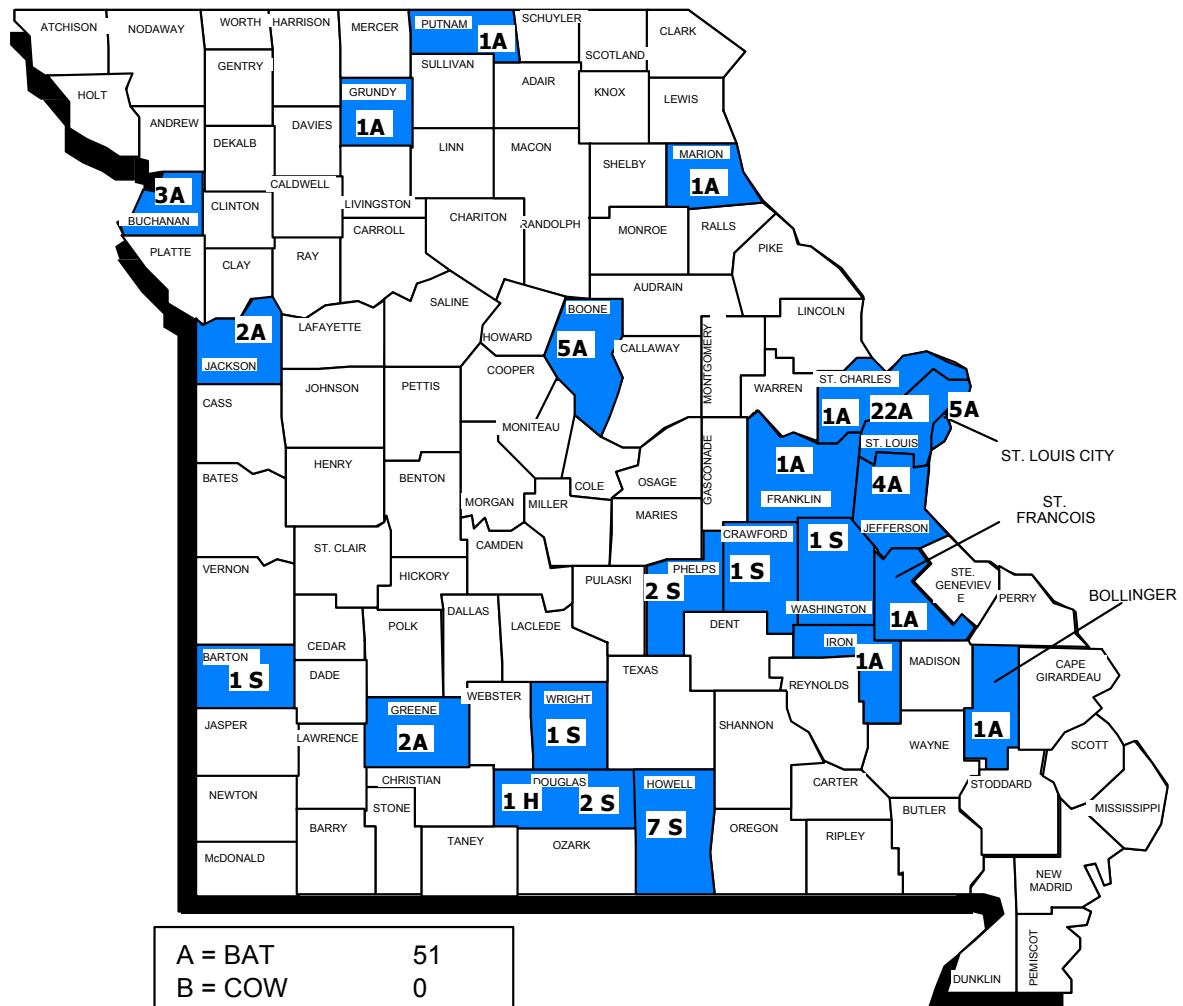 ATCHISON NODAWAY WORTH HARRISON MERCER PUTNAM SCHUYLER CLARK
1A
SCOTLAND
GENTRY SULLIVAN ADAIR
HOLT GRUNDY KNOX LEWIS
ANDREW DAVIES 1A
DEKALB LINN MACON SHELBY MARION
3A CALDWELL 1A
BUCHANAN CLINTON LIVINGSTON CHARITON RANDOLPH MONROE RALLS
CARROLL
PLATTE CLAY RAY PIKE
SALINE AUDRAIN
2A LAFAYETTE HOWARD BOONE LINCOLN
JACKSON 5A CALLAWAY MONTGOMERY
COOPER
CASS JOHNSON PETTIS WARREN ST. CHARLES
1A 22A 5A
MONITEAU ST. LOUIS
ST. LOUIS CITY
HENRY GASCONADE 1A
BATES BENTON COLE OSAGE FRANKLIN 4A
MORGAN MILLER MARIES ST.
FRANCOIS
CRAWFORD 1 S JEFFERSON
ST. CLAIR CAMDEN
VERNON HICKORY PULASKI PHELPS 1 S
2 S STE.
GENEVIEV
E
PERRY BOLLINGER
DALLAS LACLEDE WASHINGTON
POLK DENT 1A
CEDAR IRON
BARTON 1A MADISON CAPE
GIRARDEAU
1 S DADE TEXAS REYNOLDS
WEBSTER WRIGHT
GREENE SHANNON
JASPER 2A 1 S 1A
LAWRENCE WAYNE SCOTT
CHRISTIAN DOUGLAS HOWELL CARTER STODDARD
NEWTON 1 H 2 S
STONE BUTLER MISSISSIPPI
BARRY 7 S OREGON RIPLEY
TANEY OZARK
McDONALD
NEW
MADRID
A = BAT 51
B = COW 0
DUNKLIN PEMISCOT